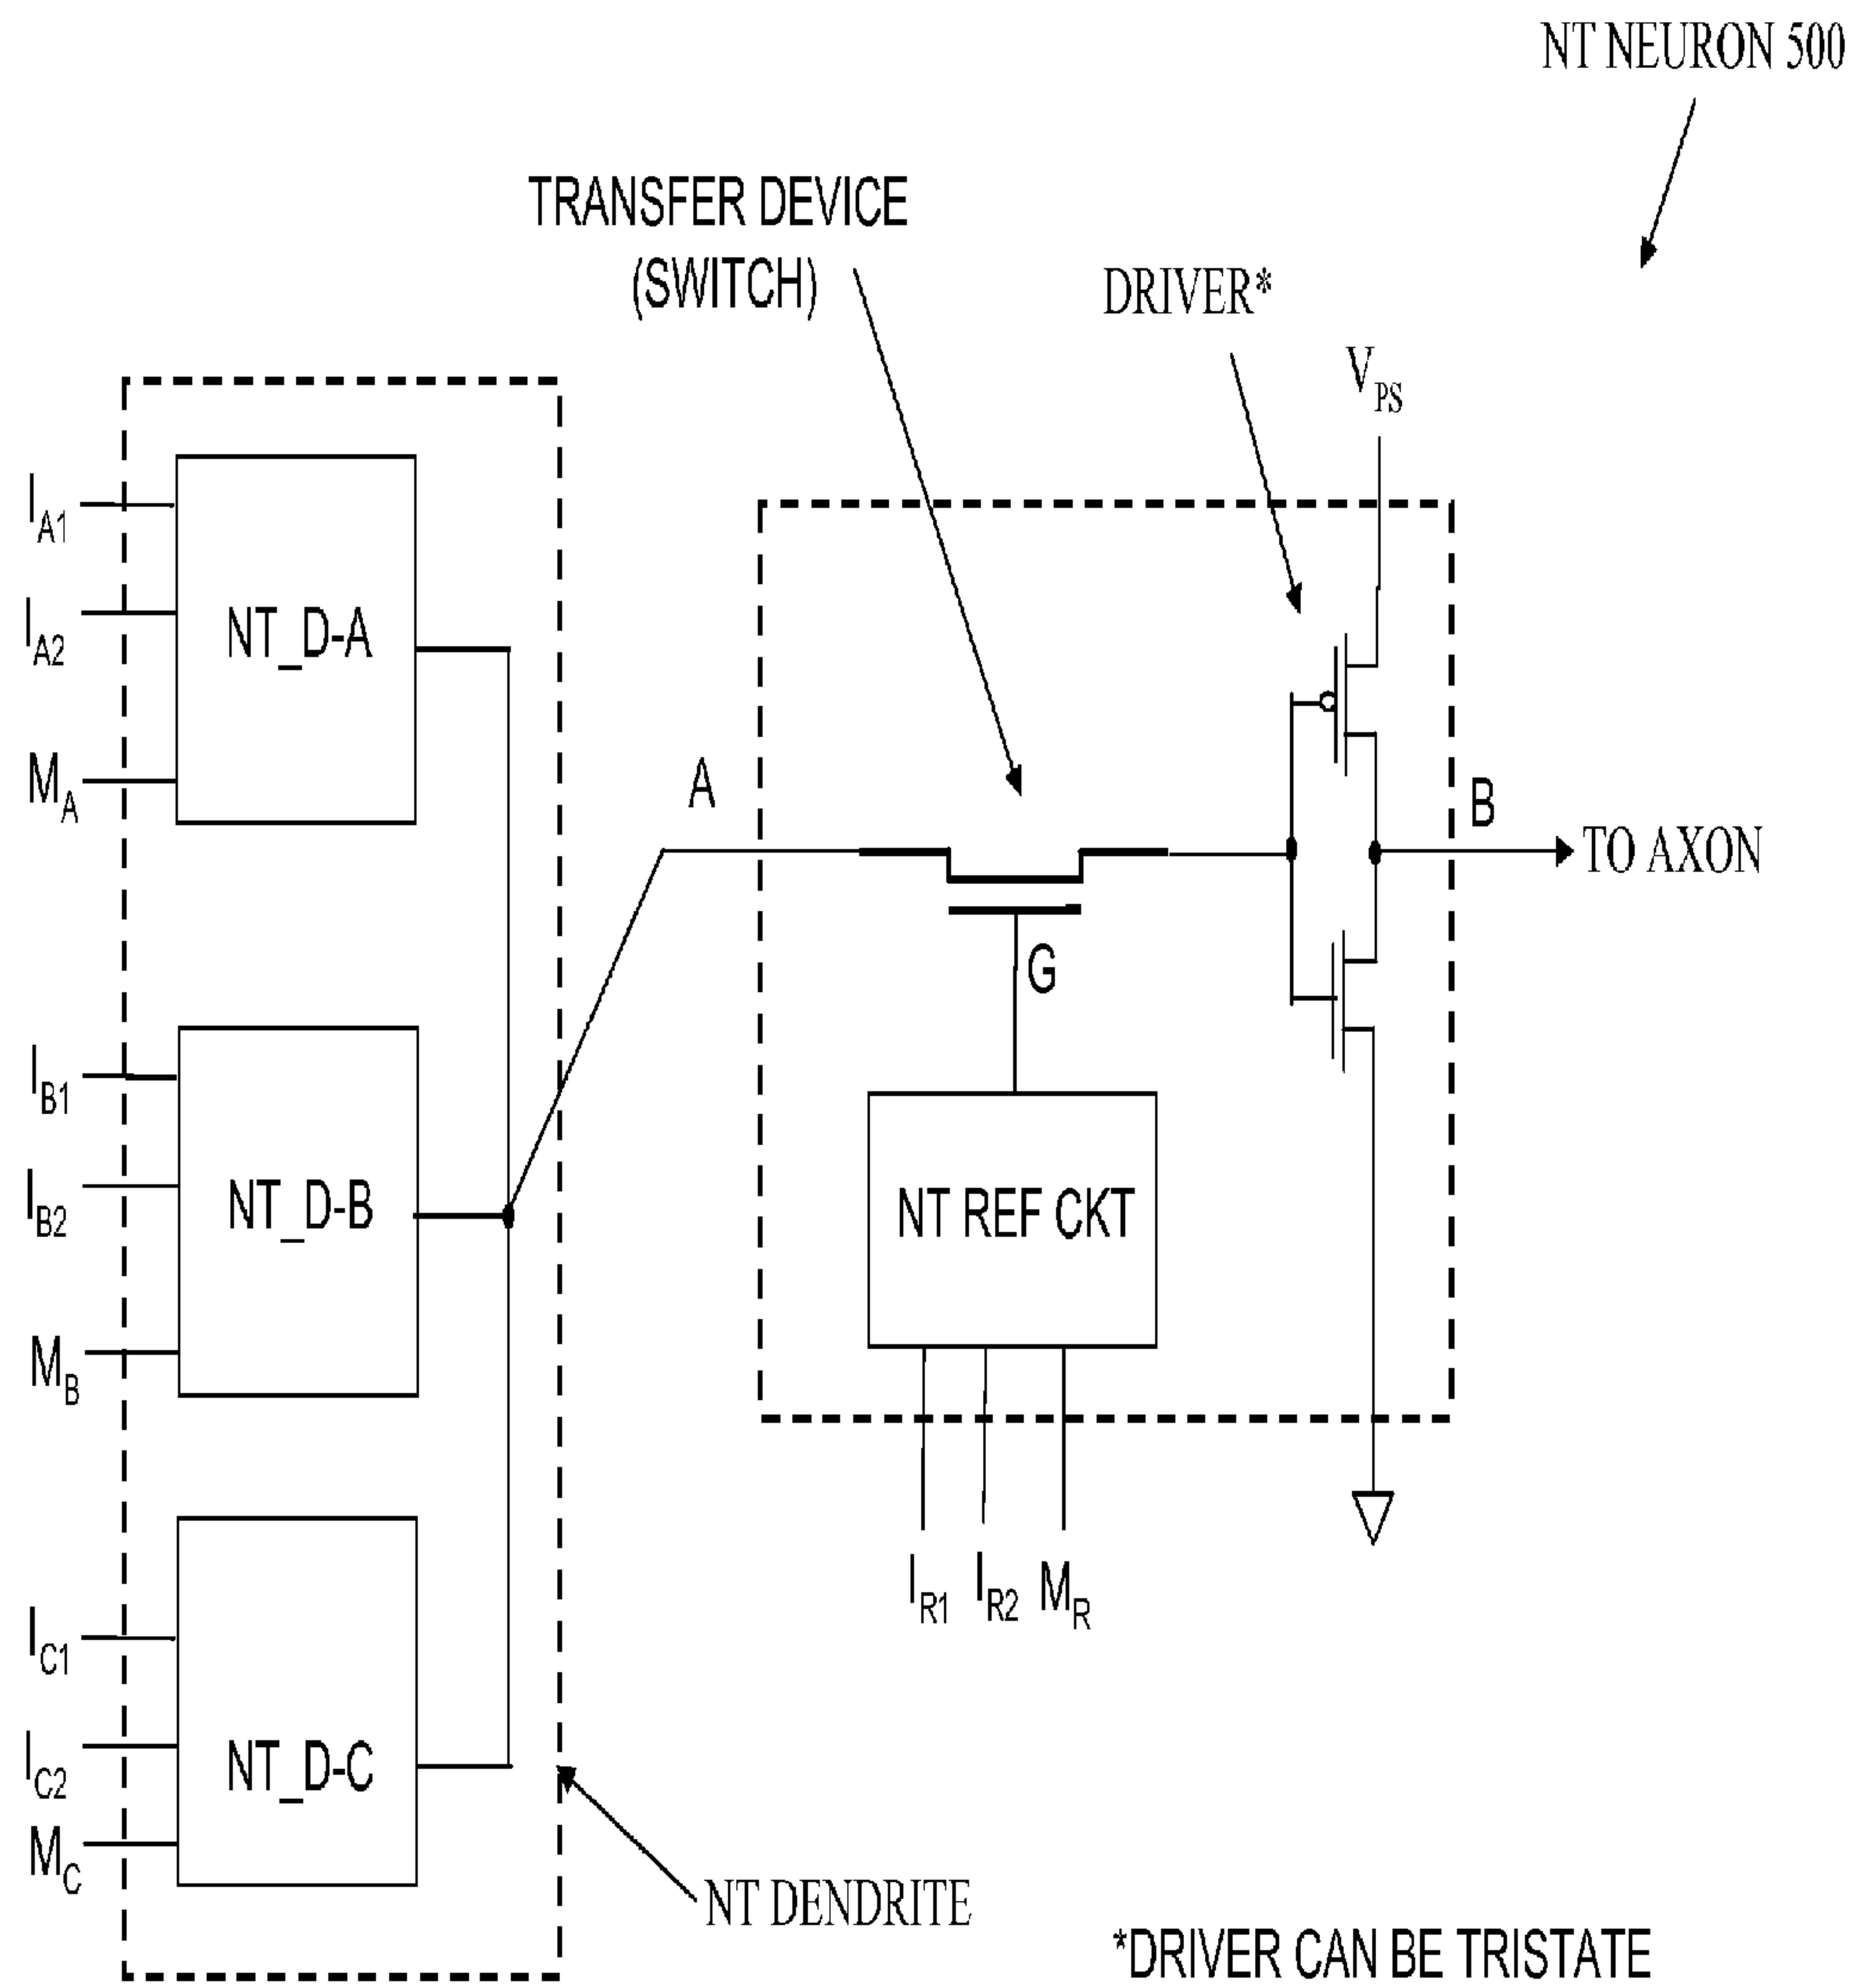 NT NEURON 500
TRANSFER DEVICE
(SWITCH)
DRIVER*
VPS
IA1
IA2
MA
NT_D-A
A
B
TO AXON
G
IB1
IB2
MB
NT_D-B
NT REF CKT
IR1 IR2 MR
IC1
IC2
MC
NT_D-C
NT DENDRITE
*DRIVER CAN BE TRISTATE